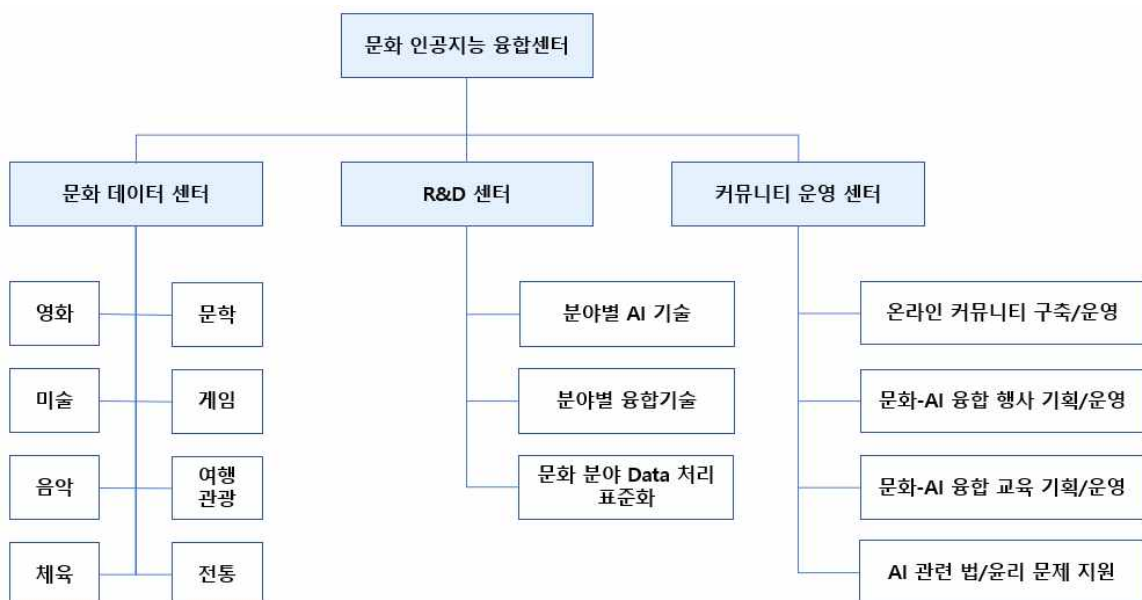 문화 인공지능 융합센터
문화 데이터 센터
R&D 센터
커뮤니티 운영 센터
영화
문학
미술
게임
음악
여행
관광
체육
전통
분야별 AI 기술
분야별 융합기술
문화 분야 Data 처리
표준화
온라인 커뮤니티 구축/운영
문화-AI 융합 행사 기획/운영
문화-AI 융합 교육 기획/운영
AI 관련 법/윤리 문제 지원